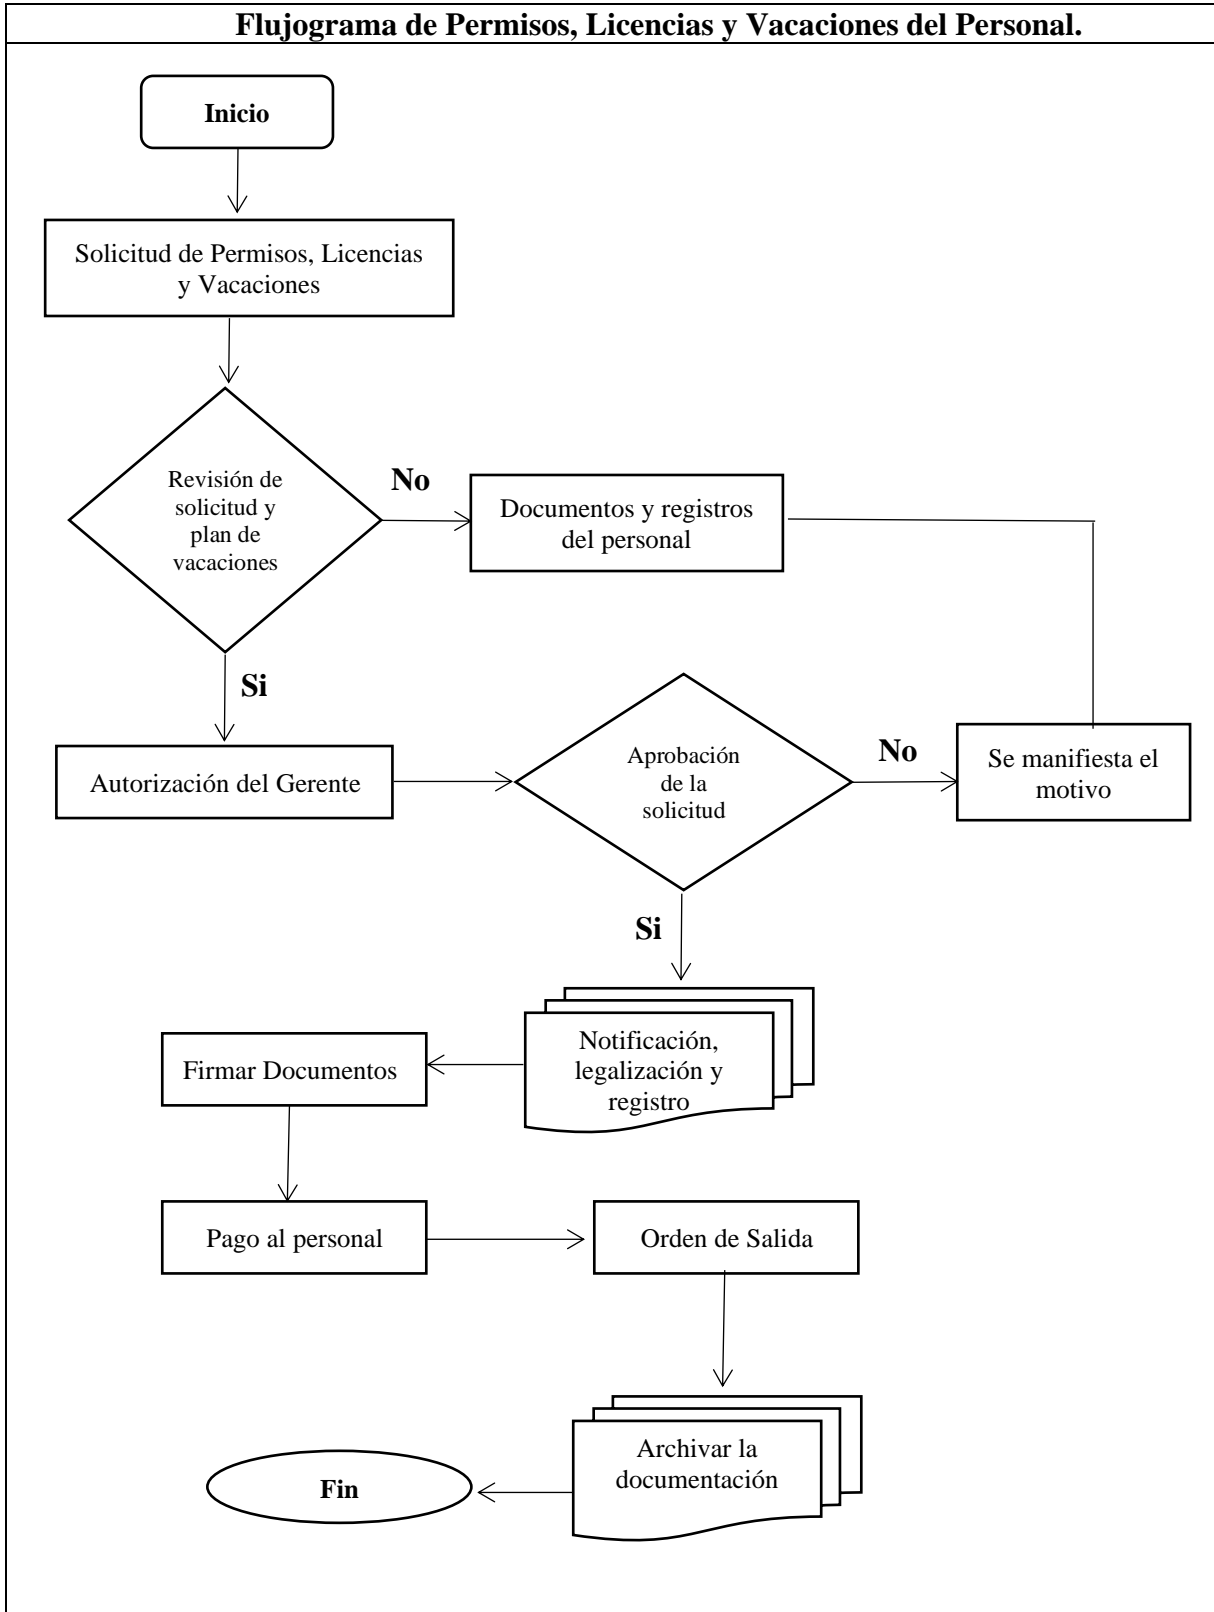 Flujograma de Permisos, Licencias y Vacaciones del Personal.
Inicio
Solicitud de Permisos, Licencias
y Vacaciones
Revisión de
solicitud y
plan de
vacaciones
No
Documentos y registros
del personal
Si
Autorización del Gerente
Aprobación
de la
solicitud
No
Se manifiesta el
motivo
Si
Notificación,
legalización y
registro
Firmar Documentos
Pago al personal
Orden de Salida
Archivar la
documentación
Fin